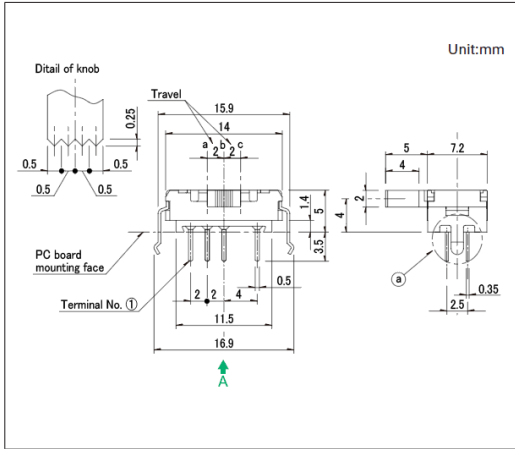 Unit:mm
Ditail of knob
Travel
15.9
14
a b c
2 2
0.25
0.5 0.5
0.5 0.5
1.4
5
3.5
PC board
mounting face
Terminal No. ①
2 2 4
0.5
11.5
16.9
A
5 7.2
4
2
4
ⓐ
0.35
2.5